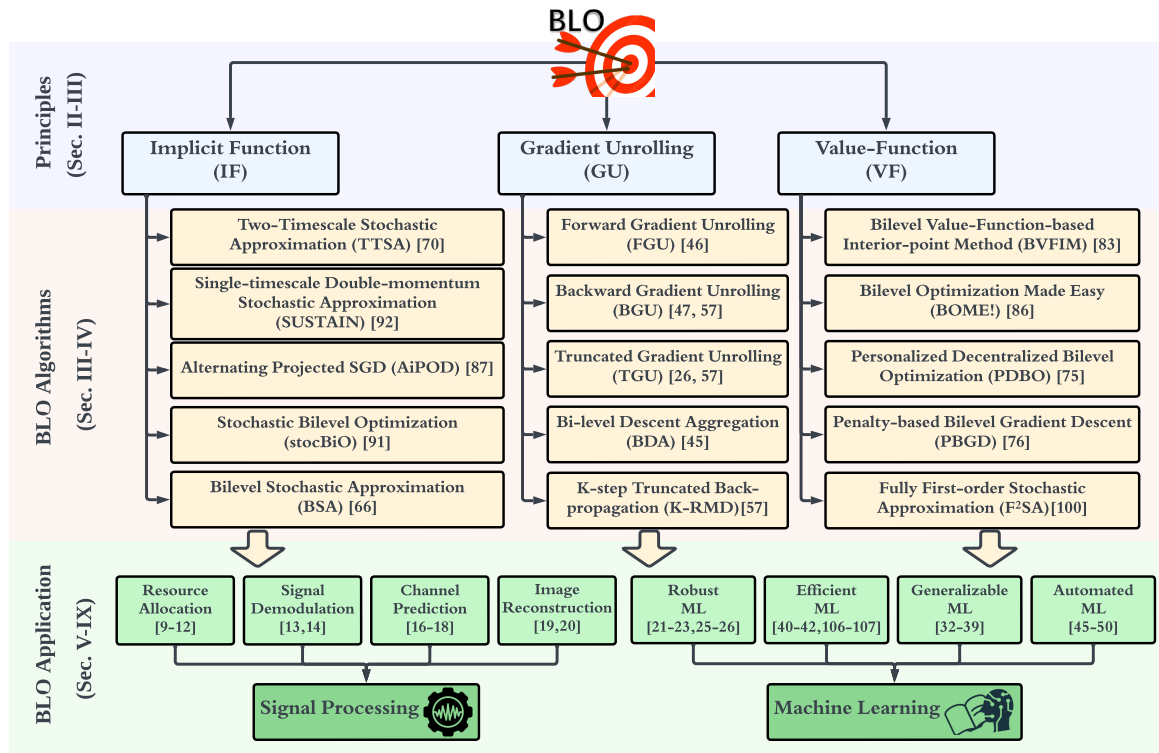 BLO
Principles
(Sec. II-III)
Implicit Function
(IF)
Gradient Unrolling
(GU)
Value-Function
(VF)
BLO Algorithms
(Sec. III-IV)
Two-Timescale Stochastic
Approximation (TTSA) [70]
Single-timescale Double-momentum
Stochastic Approximation
(SUSTAIN) [92]
Alternating Projected SGD (AiPOD) [87]
Stochastic Bilevel Optimization
(stocBiO) [91]
Bilevel Stochastic Approximation
(BSA) [66]
Forward Gradient Unrolling
(FGU) [46]
Backward Gradient Unrolling
(BGU) [47, 57]
Truncated Gradient Unrolling
(TGU) [26, 57]
Bi-level Descent Aggregation
(BDA) [45]
K-step Truncated Back-
propagation (K-RMD)[57]
Bilevel Value-Function-based
Interior-point Method (BVFIM) [83]
Bilevel Optimization Made Easy
(BOME!) [86]
Personalized Decentralized Bilevel
Optimization (PDBO) [75]
Penalty-based Bilevel Gradient Descent
(PBGD) [76]
Fully First-order Stochastic
Approximation (F²SA)[100]
BLO Application
(Sec. V-IX)
Resource
Allocation
[9-12]
Signal
Demodulation
[13,14]
Channel
Prediction
[16-18]
Image
Reconstruction
[19,20]
Robust
ML
[21-23,25-26]
Efficient
ML
[40-42,106-107]
Generalizable
ML
[32-39]
Automated
ML
[45-50]
Signal Processing
Machine Learning